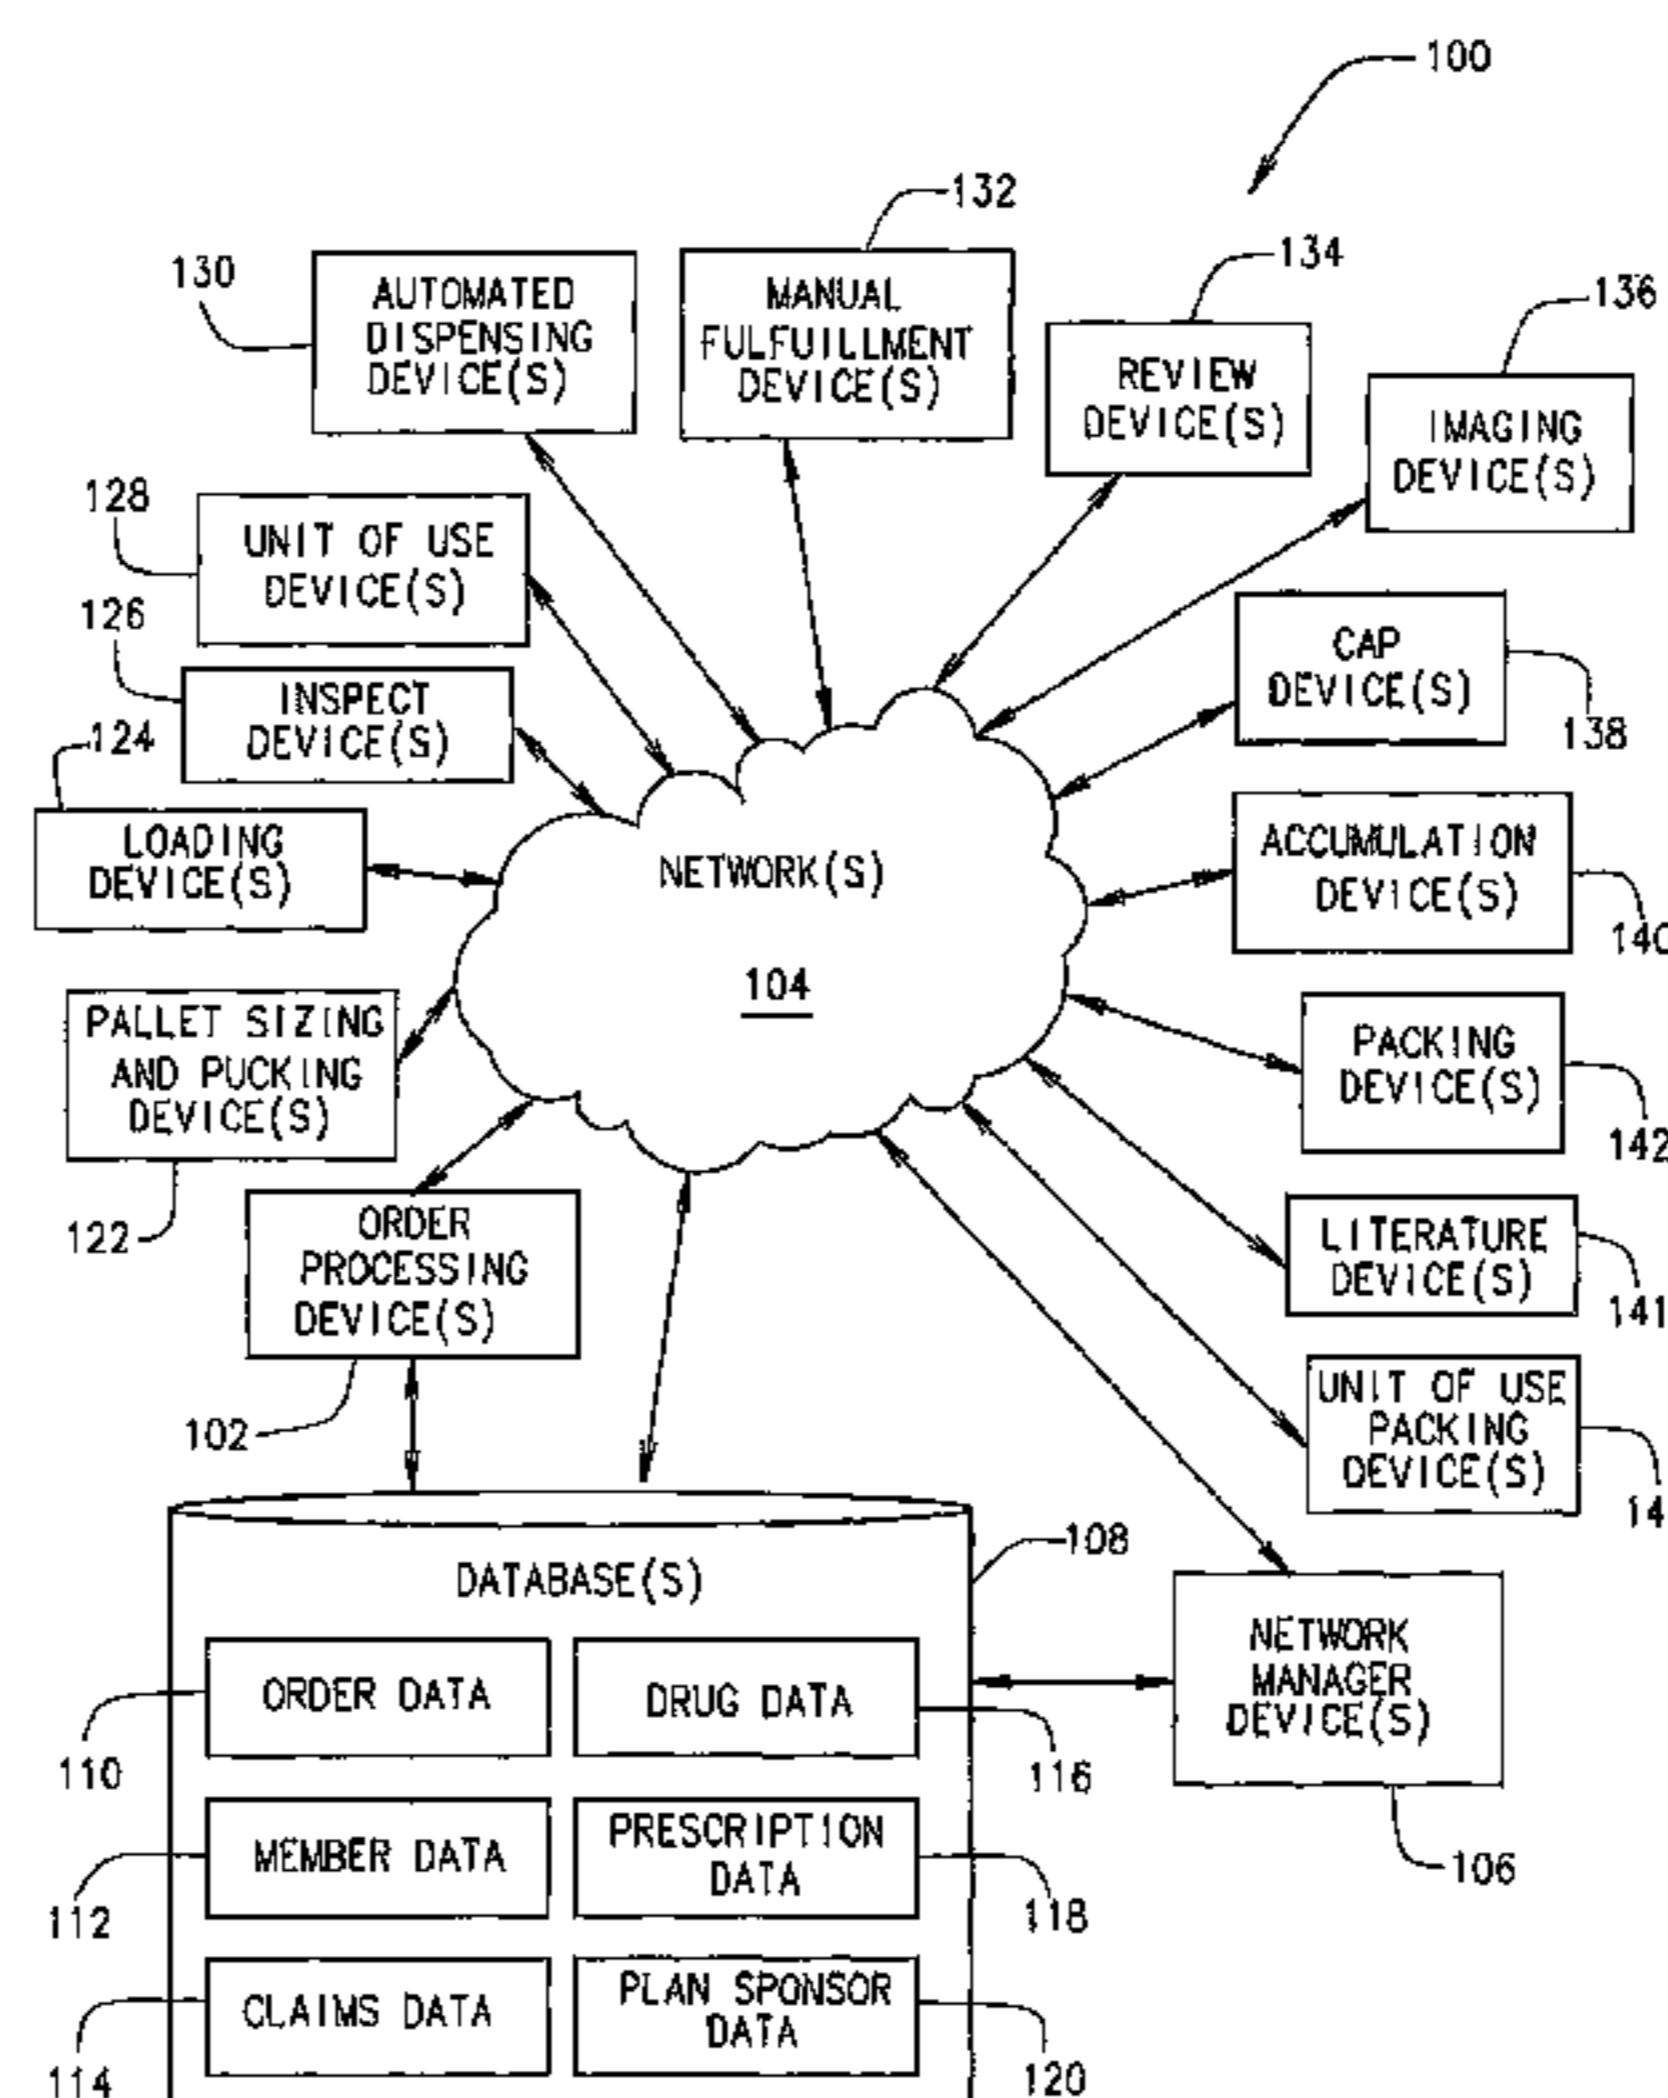 100
132
134
130
136
AUTOMATED
DISPENSING
DEVICE(S)
MANUAL
FULFUILLMENT
DEVICE(S)
REVIEW
DEVICE(S)
IMAGING
DEVICE(S)
128
UNIT OF USE
DEVICE(S)
126
CAP
DEVICE(S)
138
INSPECT
DEVICE(S)
124
LOADING
DEVICE(S)
NETWORK(S)
104
ACCUMULATION
DEVICE(S)
140
PALLET SIZING
AND PUCKING
DEVICE(S)
122
PACKING
DEVICE(S)
142
ORDER
PROCESSING
DEVICE(S)
102
LITERATURE
DEVICE(S)
141
UNIT OF USE
PACKING
DEVICE(S)
14
108
DATABASE(S)
NETWORK
MANAGER
DEVICE(S)
106
ORDER DATA
110
DRUG DATA
116
MEMBER DATA
112
PRESCRIPTION
DATA
118
CLAIMS DATA
114
PLAN SPONSOR
DATA
120